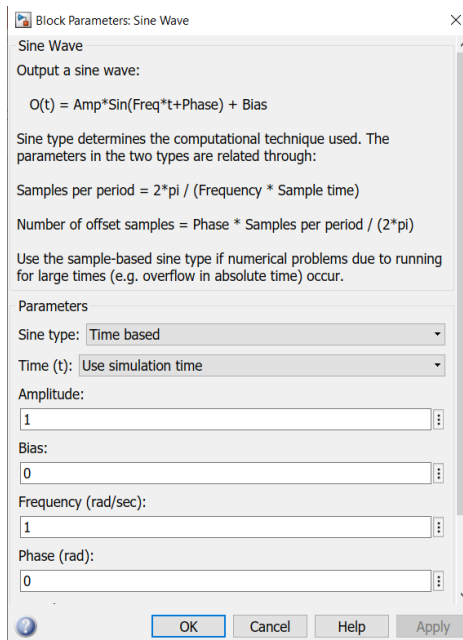 Block Parameters: Sine Wave
Sine Wave
Output a sine wave:
O(t) = Amp*Sin(Freq*t+Phase) + Bias
Sine type determines the computational technique used. The
parameters in the two types are related through:
Samples per period = 2*pi / (Frequency * Sample time)
Number of offset samples = Phase * Samples per period / (2*pi)
Use the sample-based sine type if numerical problems due to running
for large times (e.g. overflow in absolute time) occur.
Parameters
Sine type: Time based
Time (t): Use simulation time
Amplitude:
1
Bias:
0
Frequency (rad/sec):
1
Phase (rad):
0
OK Cancel Help Apply